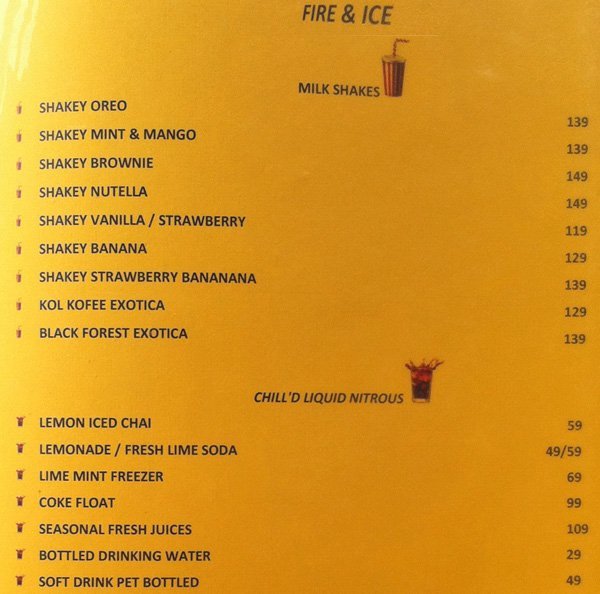 FIRE & ICE
MILK SHAKES
SHAKEY OREO 139
SHAKEY MINT & MANGO 139
SHAKEY BROWNIE 149
SHAKEY NUTELLA 149
SHAKEY VANILLA / STRAWBERRY 119
SHAKEY BANANA 129
SHAKEY STRAWBERRY BANANANA 139
KOL KOFEE EXOTICA 129
BLACK FOREST EXOTICA 139
CHILL'D LIQUID NITROUS
LEMON ICED CHAI 59
LEMONADE / FRESH LIME SODA 49/59
LIME MINT FREEZER 69
COKE FLOAT 99
SEASONAL FRESH JUICES 109
BOTTLED DRINKING WATER 29
SOFT DRINK PET BOTTLED 49